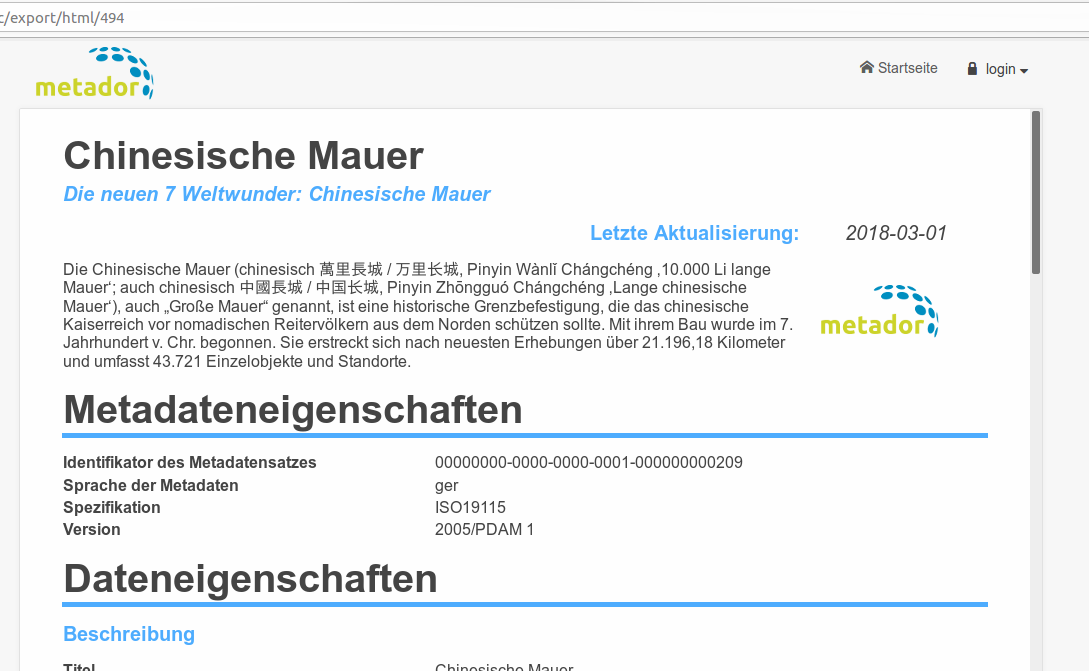 c/export/html/494
metador
Startseite
login
Chinesische Mauer
Die neuen 7 Weltwunder: Chinesische Mauer
Letzte Aktualisierung: 2018-03-01
Die Chinesische Mauer (chinesisch 萬里長城 / 万里长城, Pinyin Wànlǐ Chángchéng ‚10.000 Li lange
Mauer‘; auch chinesisch 中國長城 / 中国长城, Pinyin Zhōngguó Chángchéng ‚Lange chinesische
Mauer‘), auch „Große Mauer“ genannt, ist eine historische Grenzbefestigung, die das chinesische
Kaiserreich vor nomadischen Reitervölkern aus dem Norden schützen sollte. Mit ihrem Bau wurde im 7.
Jahrhundert v. Chr. begonnen. Sie erstreckt sich nach neuesten Erhebungen über 21.196,18 Kilometer
und umfasst 43.721 Einzelobjekte und Standorte.
metador
Metadateneigenschaften
Identifikator des Metadatensatzes 00000000-0000-0000-0001-000000000209
Sprache der Metadaten ger
Spezifikation ISO19115
Version 2005/PDAM 1
Dateneigenschaften
Beschreibung
Titel Chinesische Mauer